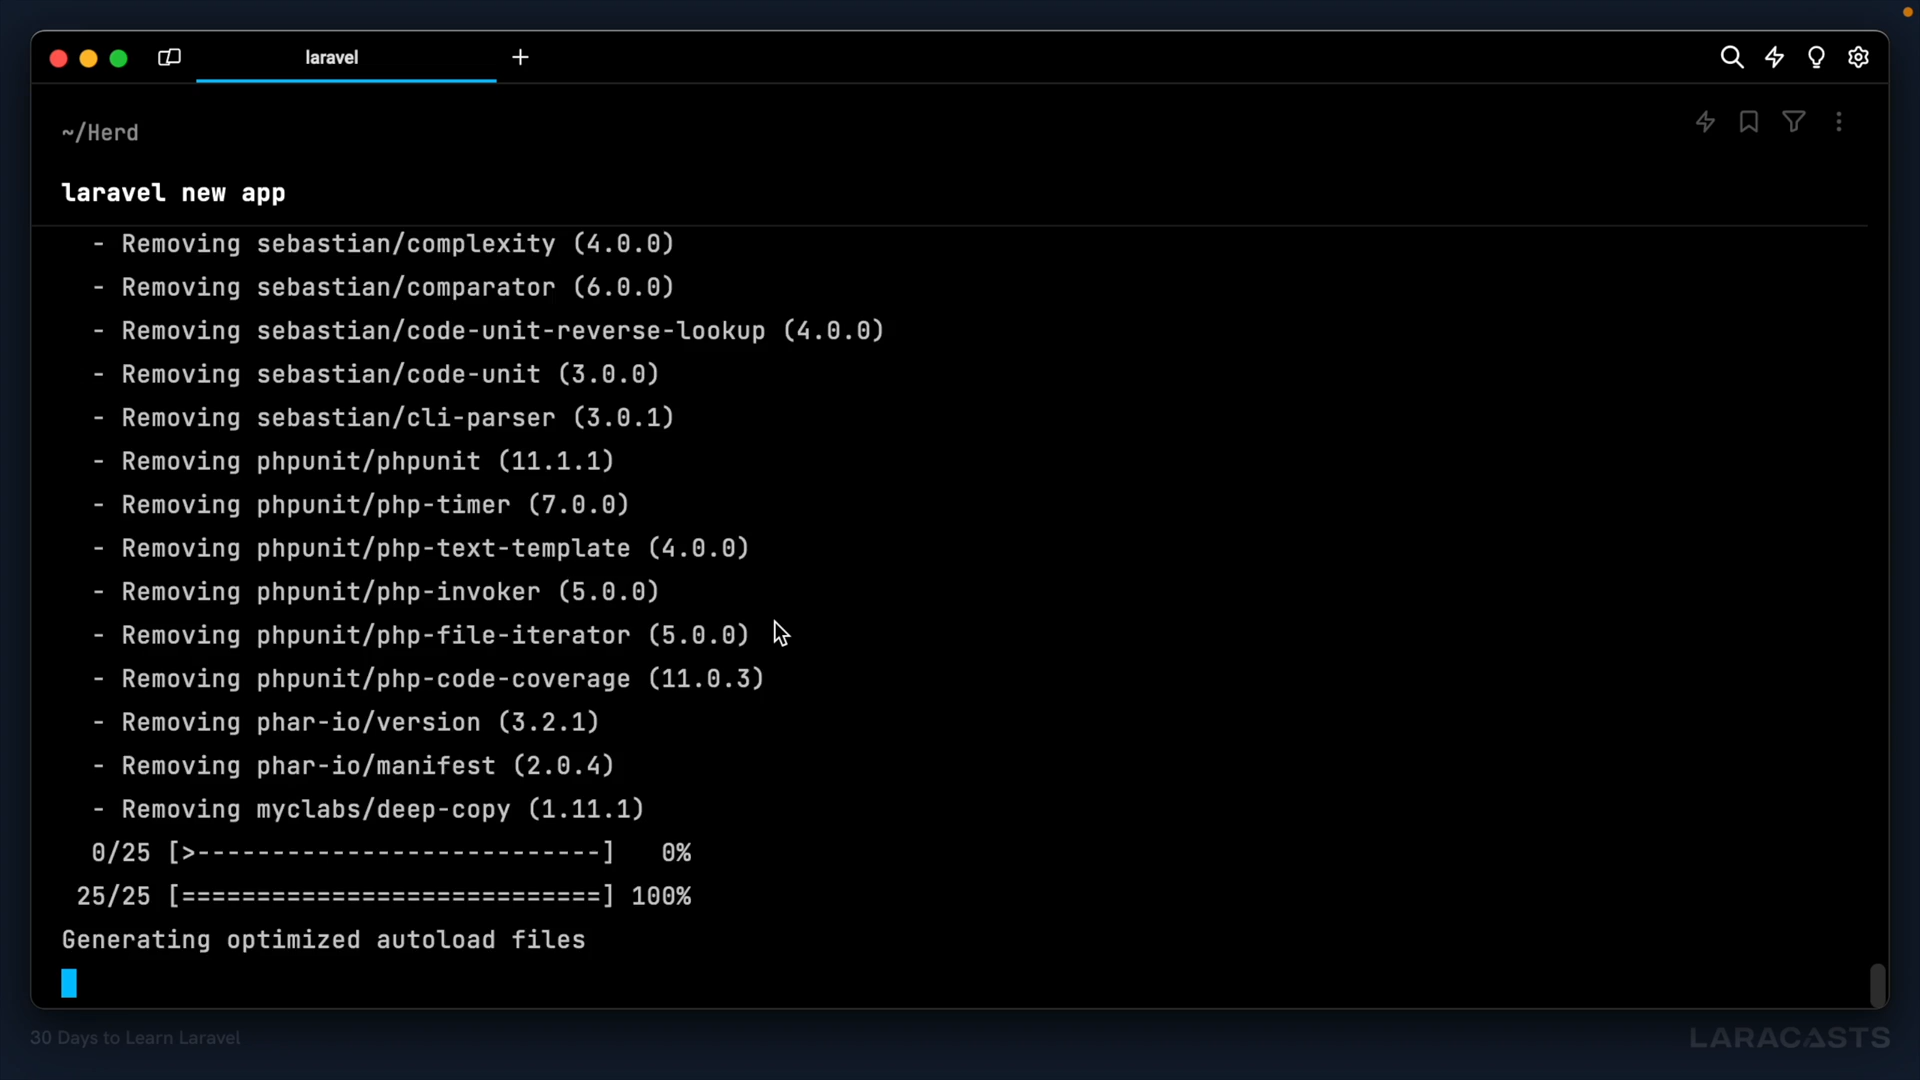 laravel
~/Herd
laravel new app
- Removing sebastian/complexity (4.0.0)
- Removing sebastian/comparator (6.0.0)
- Removing sebastian/code-unit-reverse-lookup (4.0.0)
- Removing sebastian/code-unit (3.0.0)
- Removing sebastian/cli-parser (3.0.1)
- Removing phpunit/phpunit (11.1.1)
- Removing phpunit/php-timer (7.0.0)
- Removing phpunit/php-text-template (4.0.0)
- Removing phpunit/php-invoker (5.0.0)
- Removing phpunit/php-file-iterator (5.0.0)
- Removing phpunit/php-code-coverage (11.0.3)
- Removing phar-io/version (3.2.1)
- Removing phar-io/manifest (2.0.4)
- Removing myclabs/deep-copy (1.11.1)
0/25 [>---------------------------]   0%
25/25 [============================] 100%
Generating optimized autoload files
30 Days to Learn Laravel
LARACASTS